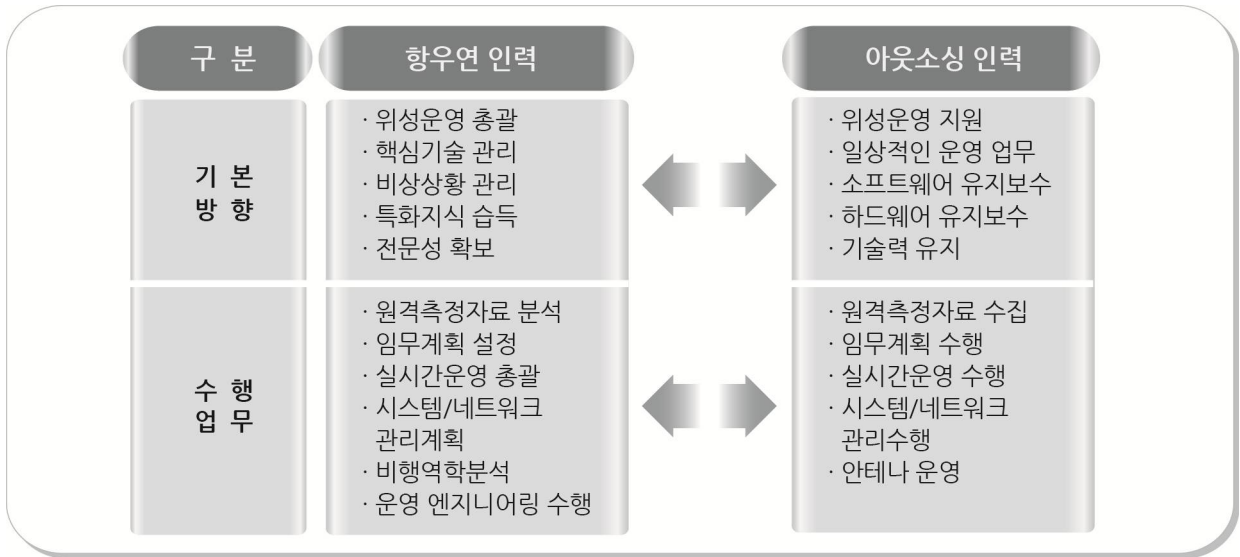 구 분
항우연 인력
아웃소싱 인력
기 본
방 향
· 위성운영 총괄
· 핵심기술 관리
· 비상상황 관리
· 특화지식 습득
· 전문성 확보
· 위성운영 지원
· 일상적인 운영 업무
· 소프트웨어 유지보수
· 하드웨어 유지보수
· 기술력 유지
수 행
업 무
· 원격측정자료 분석
· 임무계획 설정
· 실시간운영 총괄
· 시스템/네트워크
관리계획
· 비행역학분석
· 운영 엔지니어링 수행
· 원격측정자료 수집
· 임무계획 수행
· 실시간운영 수행
· 시스템/네트워크
관리수행
· 안테나 운영